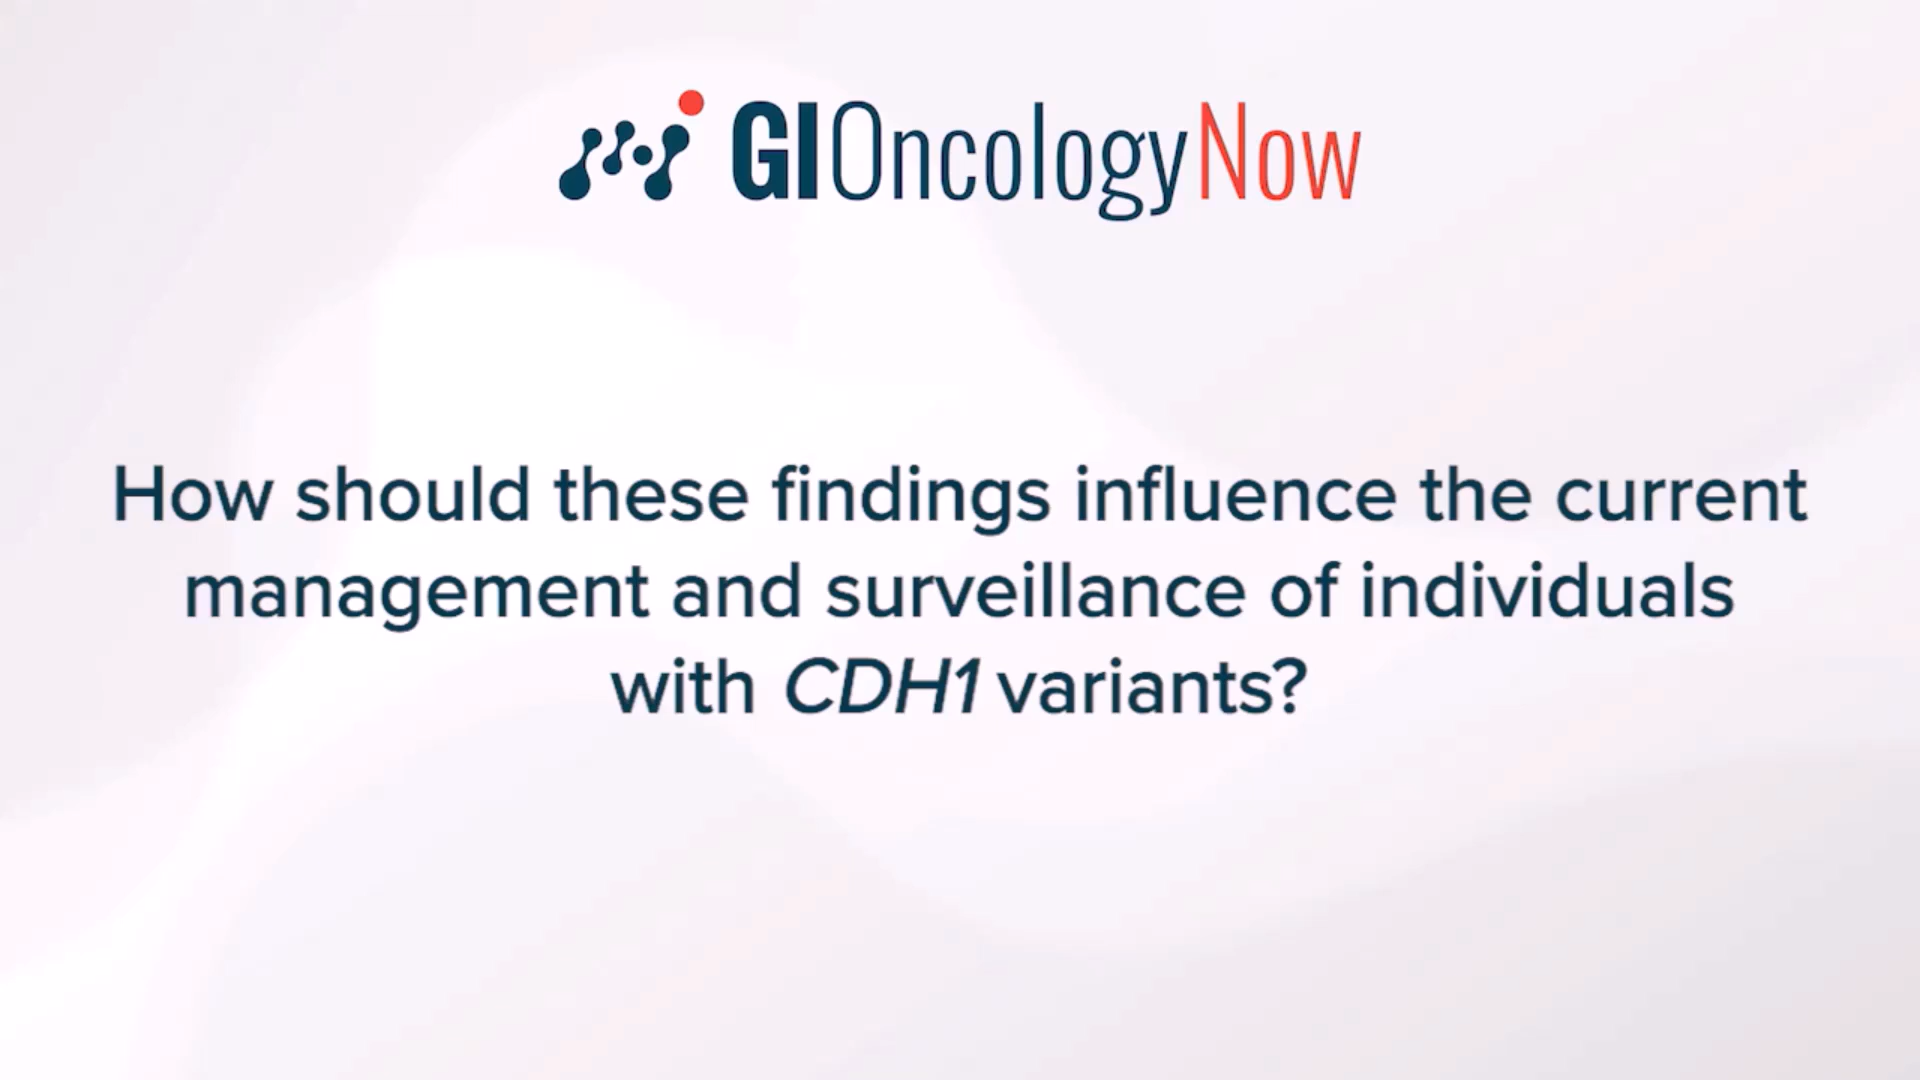 GIOncologyNow
How should these findings influence the current
management and surveillance of individuals
with CDH1 variants?